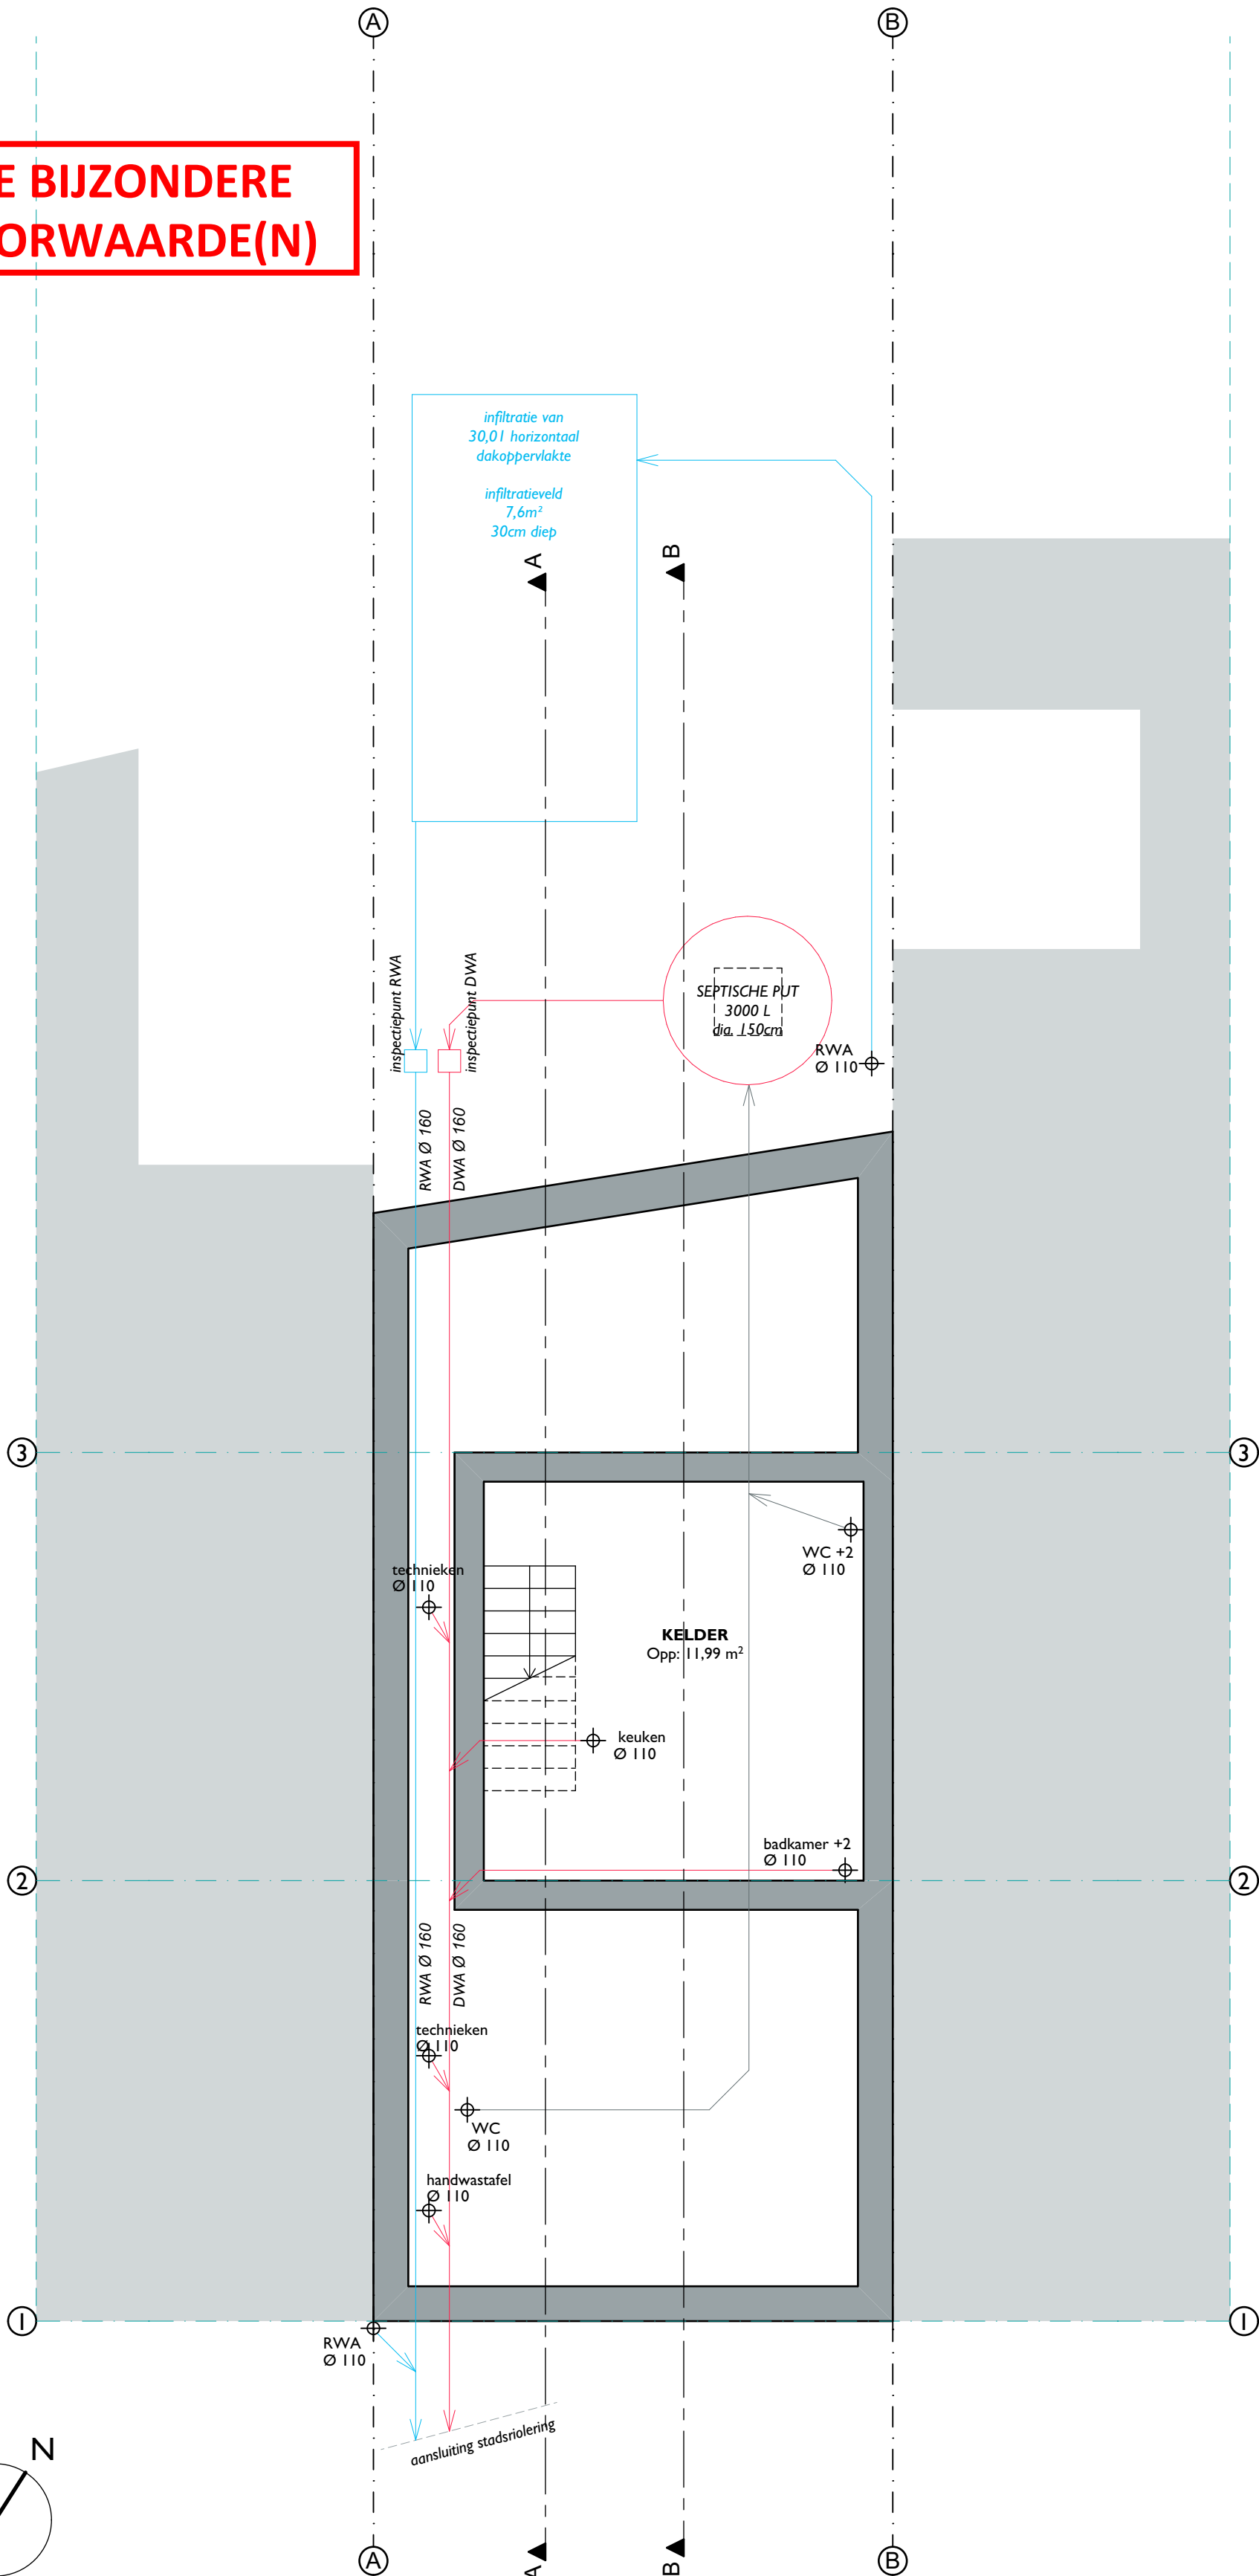 A
B
E BIJZONDERE
ORWAARDE(N)
infiltratie van
30,01 horizontaal
dakoppervlakte
infiltratieveld
7,6m²
30cm diep
A
B
inspectiepunt RWA
inspectiepunt DWA
SEPTISCHE PUT
3000 L
dia. 150cm
RWA
Ø 110
RWA Ø 160
DWA Ø 160
3
3
WC +2
Ø 110
technieken
Ø 110
KELDER
Opp: 11,99 m²
keuken
Ø 110
badkamer +2
Ø 110
2
2
RWA Ø 160
DWA Ø 160
technieken
Ø 110
WC
Ø 110
handwastafel
Ø 110
1
1
RWA
Ø 110
aansluiting stadsriolering
N
A
A
B
B